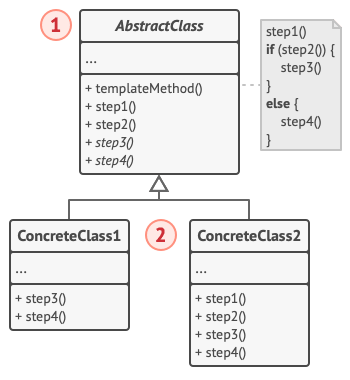 1
AbstractClass
...
+ templateMethod()
+ step1()
+ step2()
+ step3()
+ step4()
step1()
if (step2()) {
step3()
}
else {
step4()
}
2
ConcreteClass1
...
+ step3()
+ step4()
ConcreteClass2
...
+ step1()
+ step2()
+ step3()
+ step4()